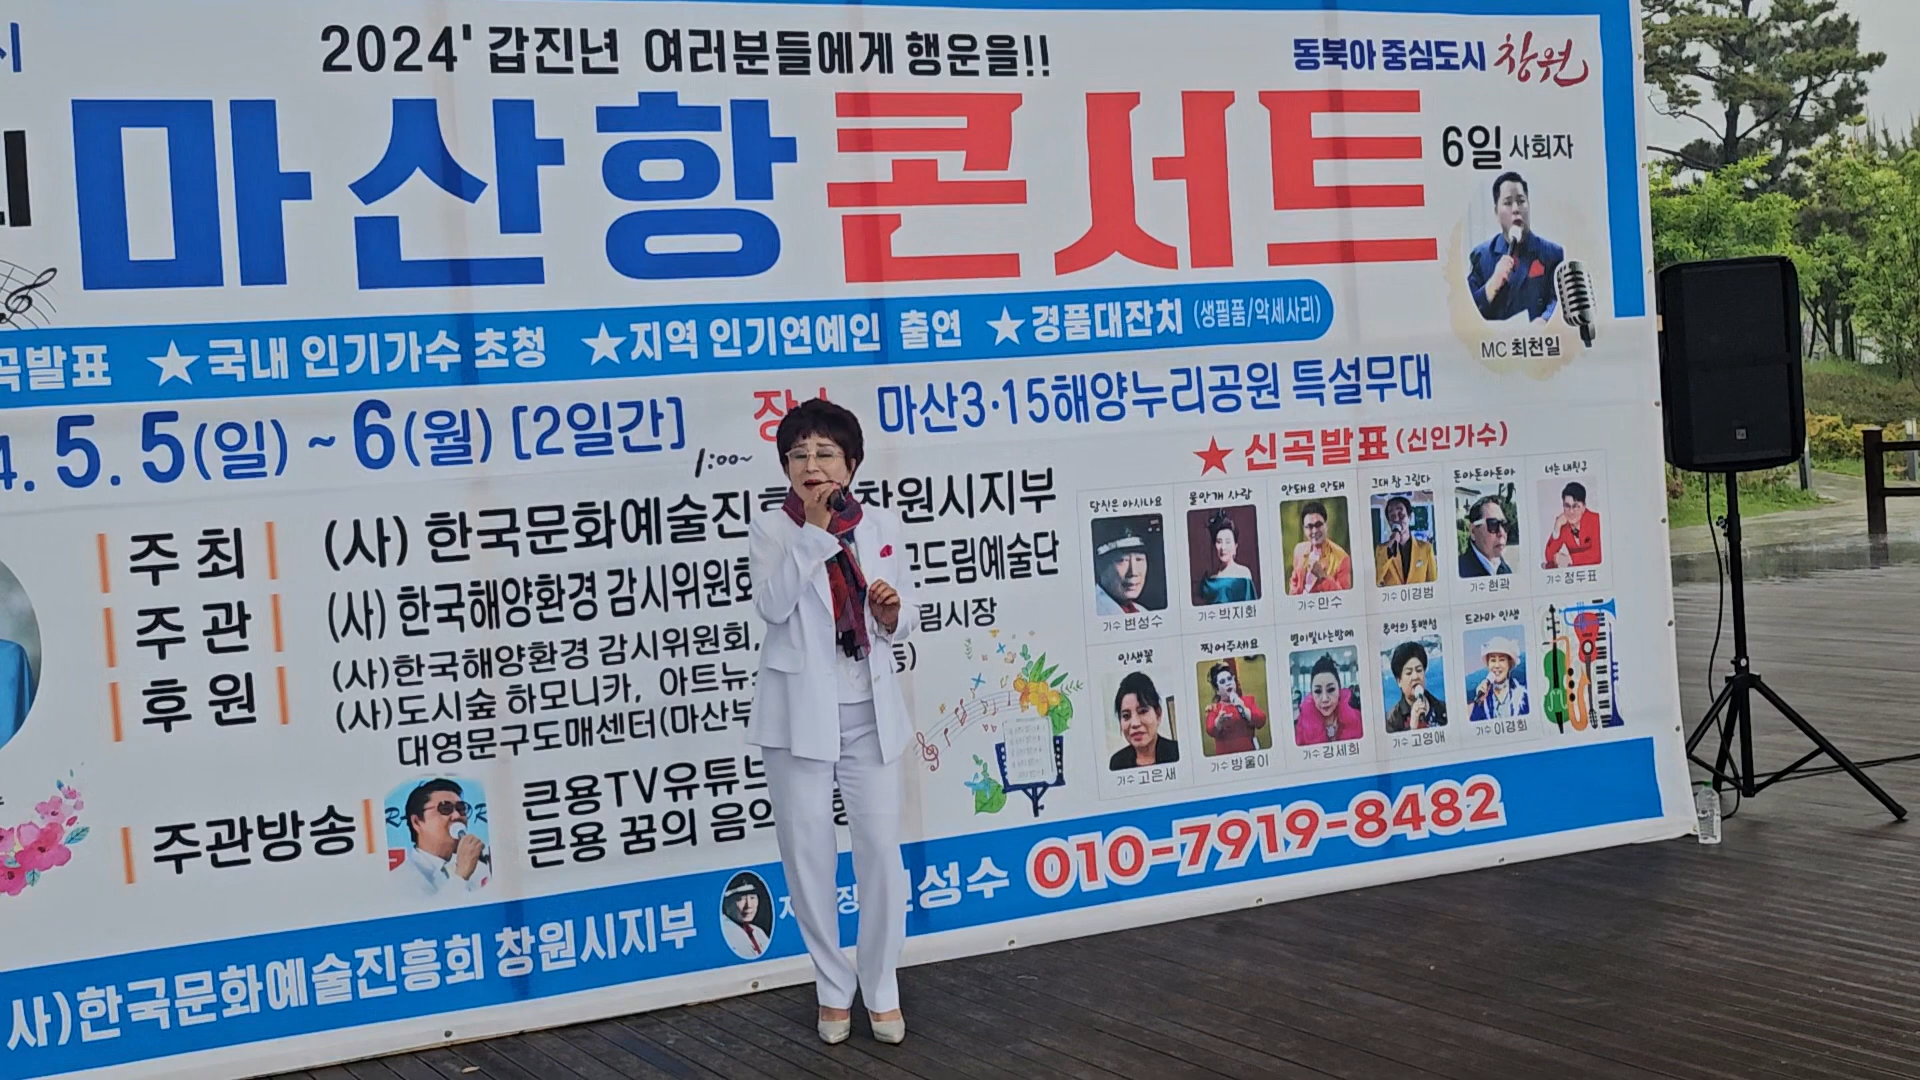 시
2024' 갑진년 여러분들에게 행운을!!
동북아 중심도시 창원
마산항콘서트
6일 사회자
MC 최천일
곡발표 ★국내 인기가수 초청 ★지역 인기연예인 출연 ★경품대잔치 (생필품/악세사리)
4. 5. 5(일) ~ 6(월) [2일간]
마산3·15해양누리공원 특설무대
1:00~
★신곡발표(신인가수)
주최 (사) 한국문화예술진 창원시지부
주관 (사) 한국해양환경 감시위원회 드림예술단
후원 (사)한국해양환경 감시위원회, 림시장
(사)도시숲 하모니카, 아트뉴
대영문구도매센터(마산
당신은 아시나요 물안개 사랑 안돼요 안돼 그대 참 그립다 돈아돈아돈아 너는 내친구
가수 변성수 가수 박지화 가수 만수 가수 이경범 가수 현곽 가수 정두표
인생꽃 찍어주세요 별이빛나는밤에 추억의 동백섬 드라마 인생
가수 고은새 가수 방울이 가수 김세희 가수 고영애 가수 이경희
주관방송 큰용TV유튜브
큰용 꿈의 음악
사)한국문화예술진흥회 창원시지부
성수 010-7919-8482